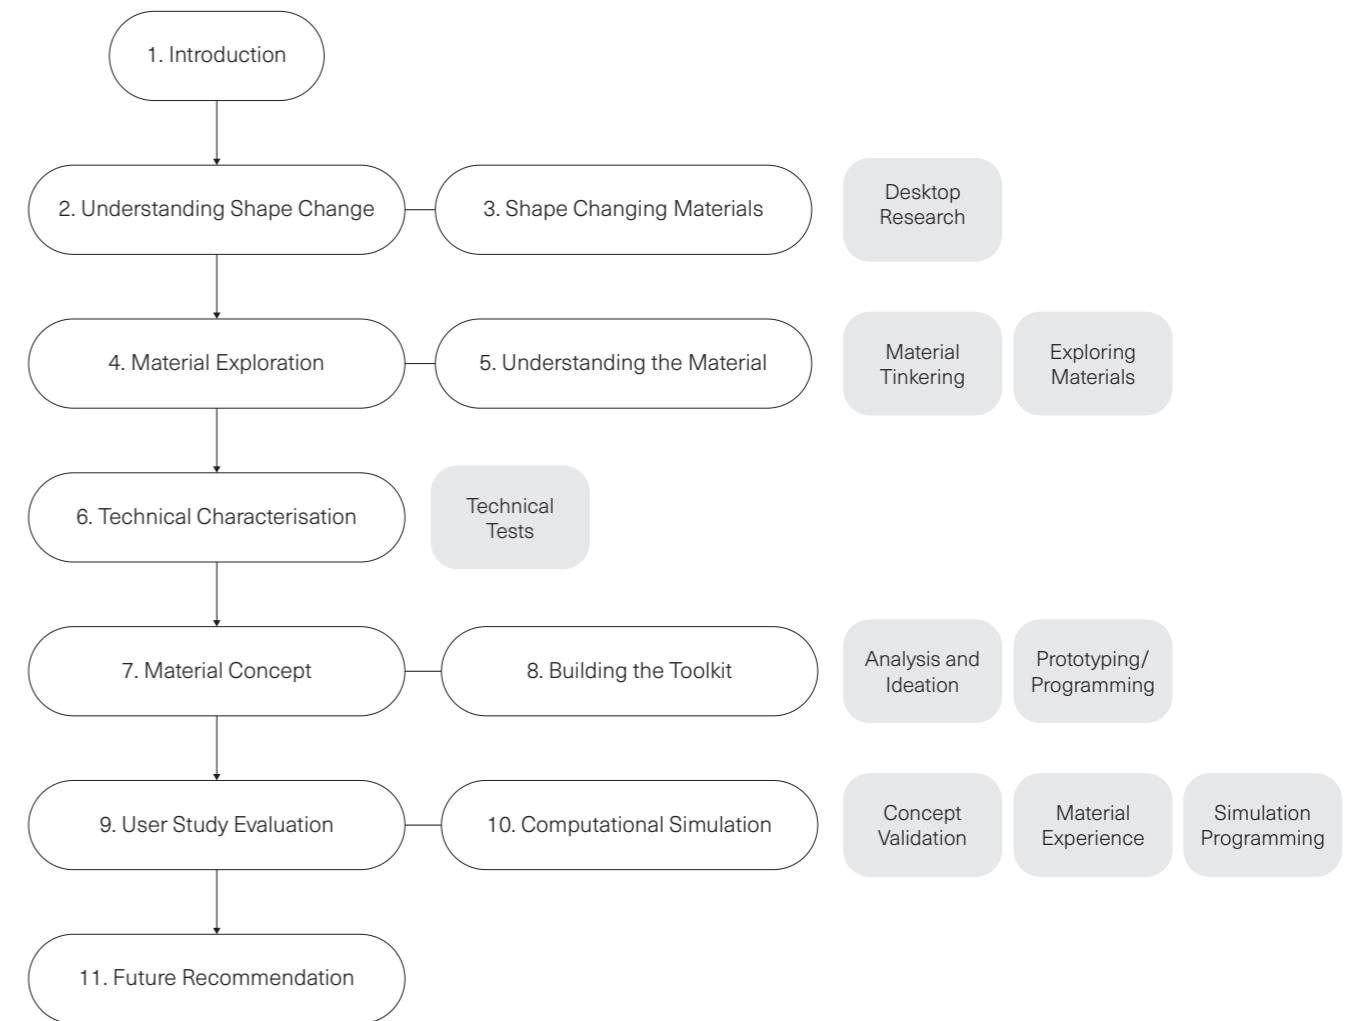 1. Introduction
2. Understanding Shape Change
3. Shape Changing Materials
Desktop
Research
4. Material Exploration
5. Understanding the Material
Material
Tinkering
Exploring
Materials
6. Technical Characterisation
Technical
Tests
7. Material Concept
8. Building the Toolkit
Analysis and
Ideation
Prototyping/
Programming
9. User Study Evaluation
10. Computational Simulation
Concept
Validation
Material
Experience
Simulation
Programming
11. Future Recommendation